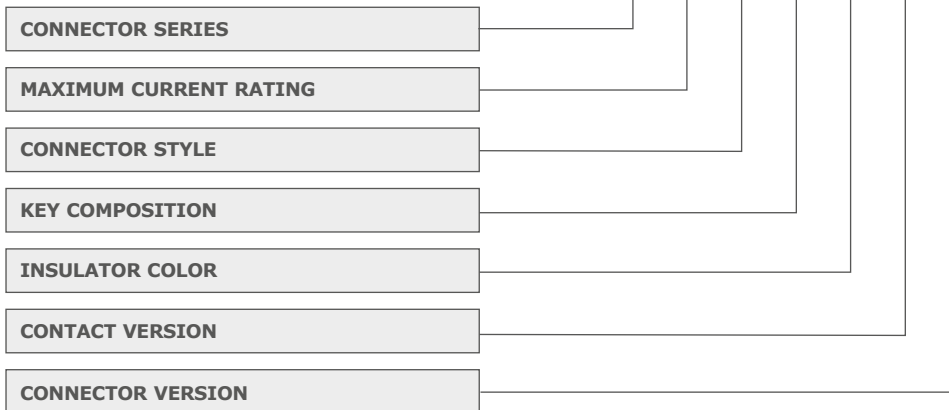 CONNECTOR SERIES
MAXIMUM CURRENT RATING
CONNECTOR STYLE
KEY COMPOSITION
INSULATOR COLOR
CONTACT VERSION
CONNECTOR VERSION